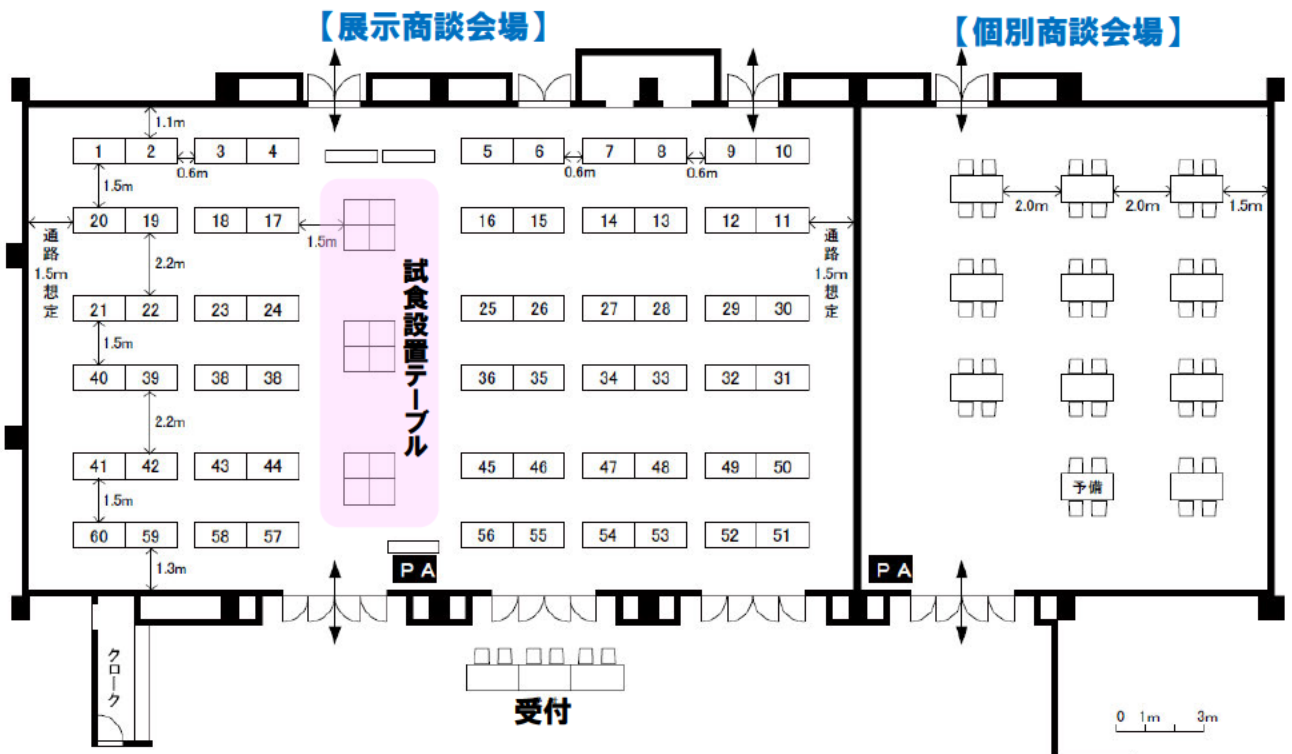 【展示商談会場】
【個別商談会場】
1.1m
1 2 3 4 5 6 7 8 9 10
0.6m 0.6m 0.6m
1.5m
2.0m 2.0m 1.5m
20 19 18 17 16 15 14 13 12 11
1.5m
通路
1.5m
想定
通路
1.5m
想定
2.2m
試食設置テーブル
21 22 23 24 25 26 27 28 29 30
1.5m
40 39 38 38 36 35 34 33 32 31
2.2m
41 42 43 44 45 46 47 48 49 50
予備
1.5m
60 59 58 57 56 55 54 53 52 51
1.3m
PA
PA
クローク
受付
0 1m 3m